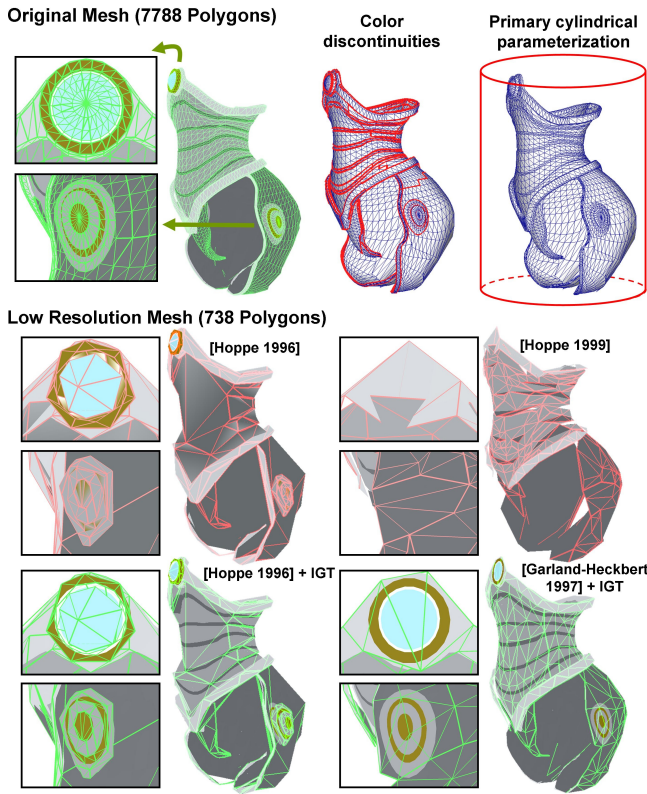 Original Mesh (7788 Polygons)
Color
discontinuities
Primary cylindrical
parameterization
Low Resolution Mesh (738 Polygons)
[Hoppe 1996]
[Hoppe 1999]
[Hoppe 1996] + IGT
[Garland-Heckbert
1997] + IGT